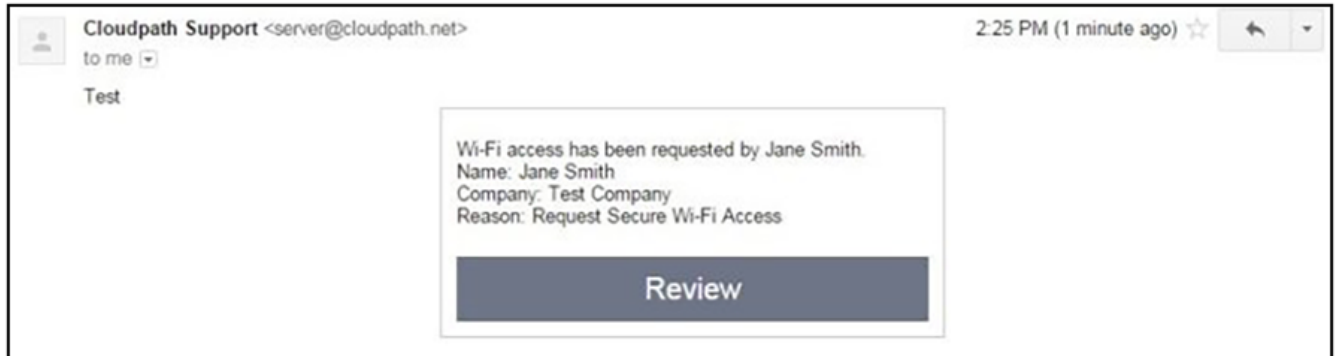 Cloudpath Support <server@cloudpath.net> 2:25 PM (1 minute ago)
to me
Test
Wi-Fi access has been requested by Jane Smith.
Name: Jane Smith
Company: Test Company
Reason: Request Secure Wi-Fi Access
Review